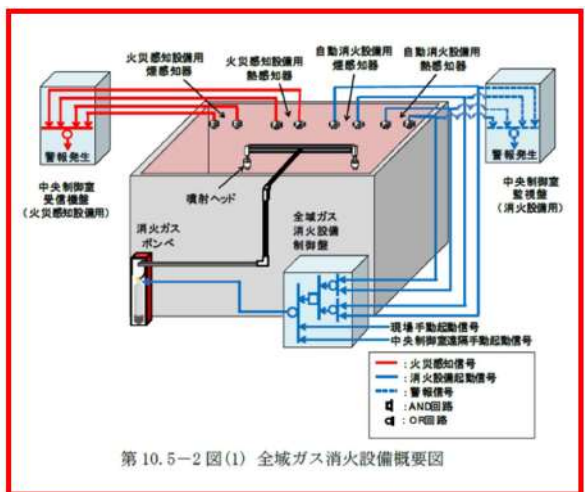 火災感知設備用
煙感知器
火災感知設備用
熱感知器
自動消火設備用
煙感知器
自動消火設備用
熱感知器
警報発生
中央制御室
受信機盤
(火災感知設備用)
警報発生
中央制御室
監視盤
(消火設備用)
噴射ヘッド
消火ガス
ボンベ
全域ガス
消火設備
制御盤
現場手動起動信号
中央制御室遠隔手動起動信号
:火災感知信号
:消火設備起動信号
:警報信号
:AND回路
:OR回路
第10.5-2図(1) 全域ガス消火設備概要図